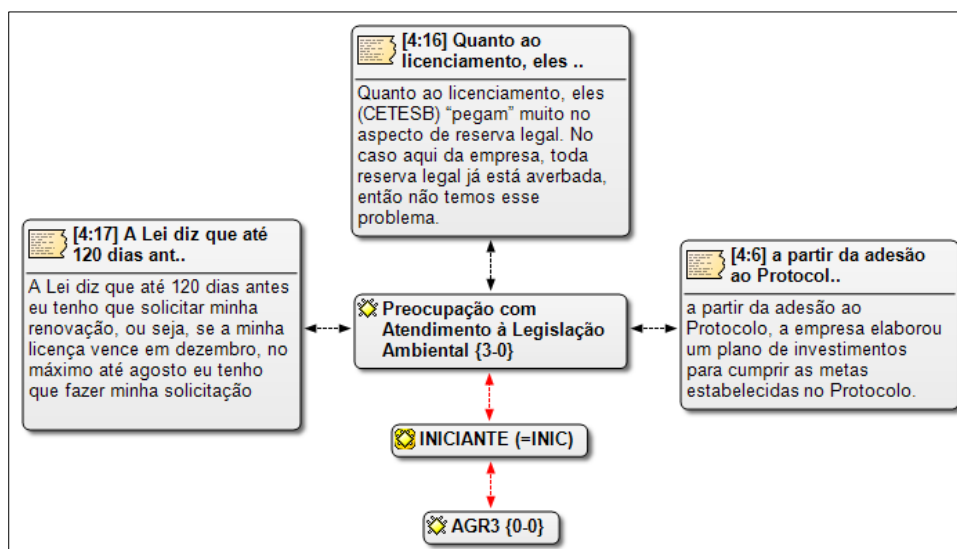 [4:16] Quanto ao
licenciamento, eles ..
Quanto ao licenciamento, eles
(CETESB) “pegam” muito no
aspecto de reserva legal. No
caso aqui da empresa, toda
reserva legal já está averbada,
então não temos esse
problema.
[4:17] A Lei diz que até
120 dias ant..
A Lei diz que até 120 dias antes
eu tenho que solicitar minha
renovação, ou seja, se a minha
licença vence em dezembro, no
máximo até agosto eu tenho
que fazer minha solicitação
Preocupação com
Atendimento à Legislação
Ambiental {3-0}
[4:6] a partir da adesão
ao Protocol..
a partir da adesão ao
Protocolo, a empresa elaborou
um plano de investimentos
para cumprir as metas
estabelecidas no Protocolo.
INICIANTE (=INIC)
AGR3 {0-0}